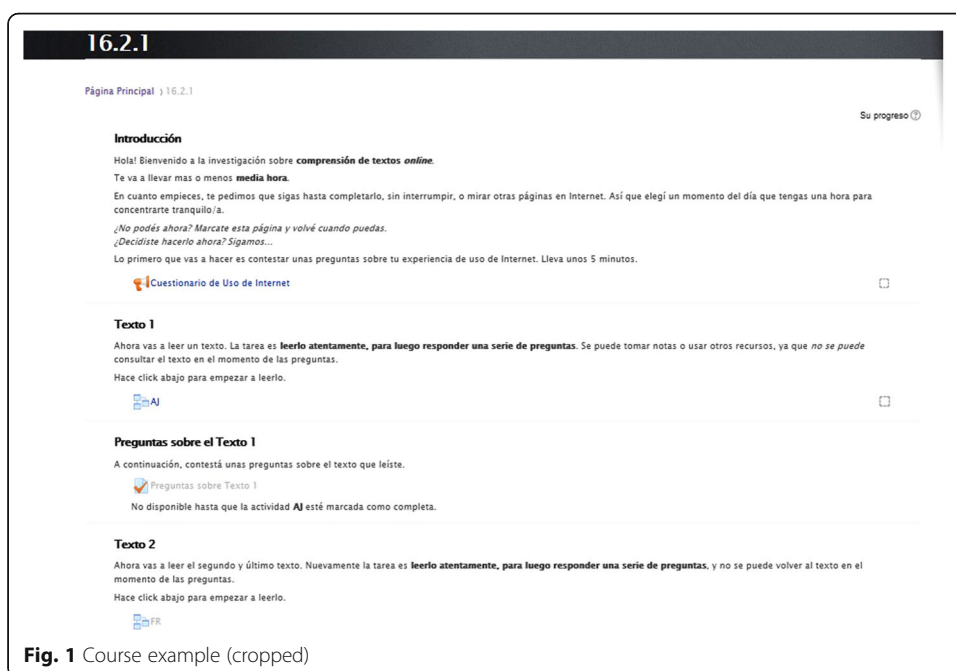 16.2.1
Página Principal 16.2.1
Su progreso
Introducción
Hola! Bienvenido a la investigación sobre comprensión de textos online.
Te va a llevar mas o menos media hora.
En cuanto empieces, te pedimos que sigas hasta completarlo, sin interrumpir, o mirar otras páginas en Internet. Así que elegí un momento del día que tengas una hora para
concentrarte tranquilo/a.
¿No podés ahora? Marcate esta página y volvé cuando puedas.
¿Decidiste hacerlo ahora? Sigamos...
Lo primero que vas a hacer es contestar unas preguntas sobre tu experiencia de uso de Internet. Lleva unos 5 minutos.
Cuestionario de Uso de Internet
Texto 1
Ahora vas a leer un texto. La tarea es leerlo atentamente, para luego responder una serie de preguntas. Se puede tomar notas o usar otros recursos, ya que no se puede
consultar el texto en el momento de las preguntas.
Hace click abajo para empezar a leerlo.
AJ
Preguntas sobre el Texto 1
A continuación, contestá unas preguntas sobre el texto que leíste.
Preguntas sobre Texto 1
No disponible hasta que la actividad AJ esté marcada como completa.
Texto 2
Ahora vas a leer el segundo y último texto. Nuevamente la tarea es leerlo atentamente, para luego responder una serie de preguntas, y no se puede volver al texto en el
momento de las preguntas.
Hace click abajo para empezar a leerlo.
FR
Fig. 1 Course example (cropped)